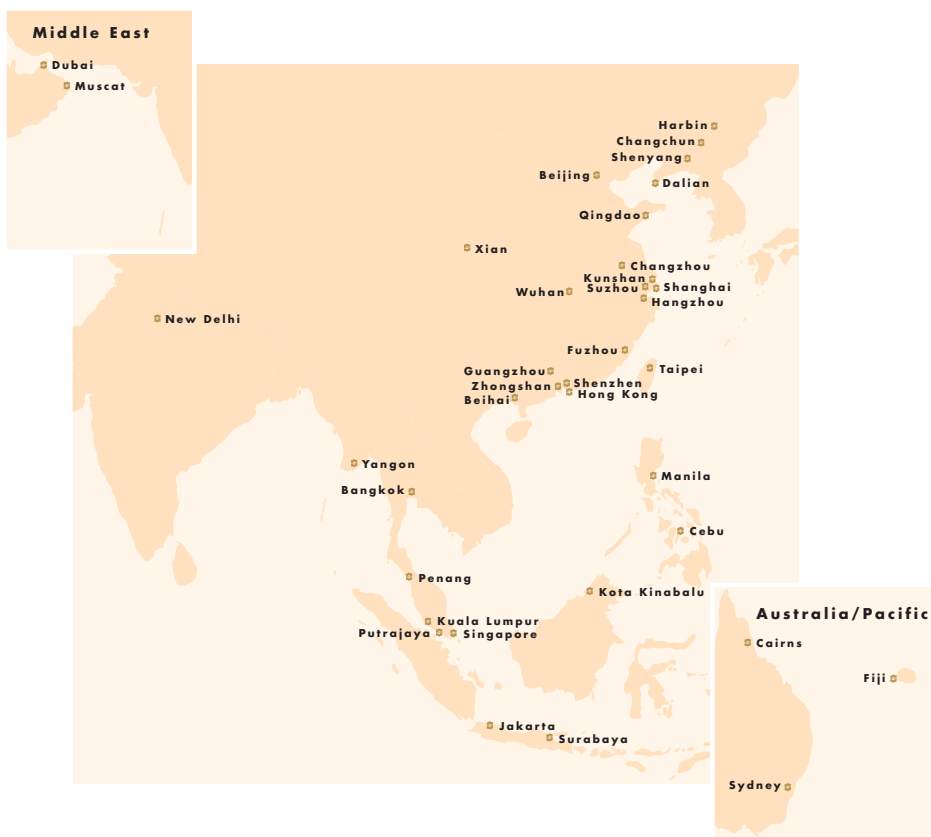 Middle East
Dubai
Muscat
Harbin
Changchun
Shenyang
Beijing
Dalian
Qingdao
Xian
Changzhou
Kunshan
Suzhou
Shanghai
Wuhan
Hangzhou
New Delhi
Fuzhou
Taipei
Guangzhou
Zhongshan
Shenzhen
Hong Kong
Beihai
Yangon
Manila
Bangkok
Cebu
Penang
Kota Kinabalu
Kuala Lumpur
Putrajaya
Singapore
Jakarta
Surabaya
Australia/Pacific
Cairns
Fiji
Sydney